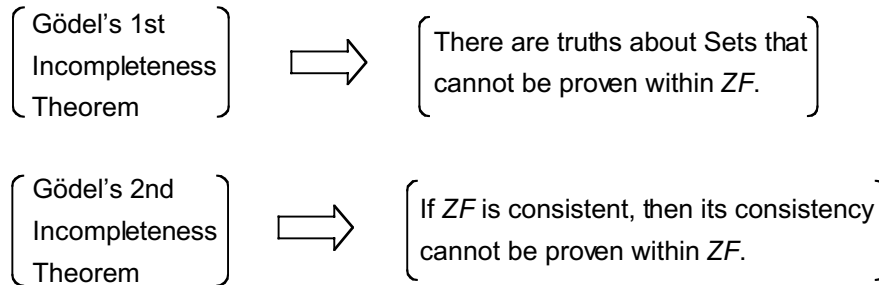 Gödel's 1st
Incompleteness
Theorem
There are truths about Sets that
cannot be proven within ZF.
Gödel's 2nd
Incompleteness
Theorem
If ZF is consistent, then its consistency
cannot be proven within ZF.